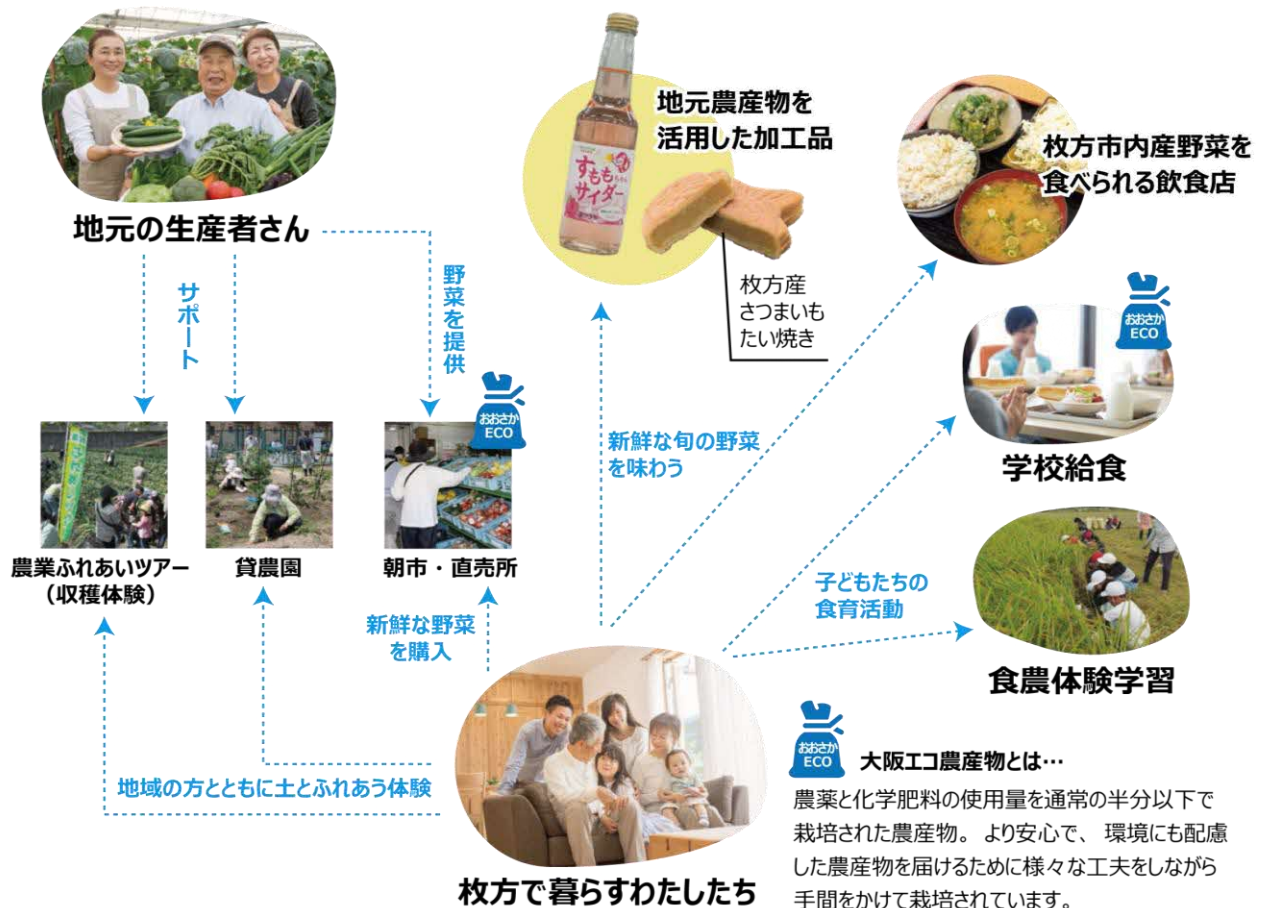 地元の生産者さん
サポート
野菜を提供
地元農産物を
活用した加工品
すもも
サイダー
枚方産
さつまいも
たい焼き
枚方市内産野菜を
食べられる飲食店
おおさか
ECO
学校給食
おおさか
ECO
農業ふれあいツアー
（収穫体験）
貸農園
朝市・直売所
新鮮な野菜
を購入
新鮮な旬の野菜
を味わう
子どもたちの
食育活動
食農体験学習
地域の方とともに土とふれあう体験
枚方で暮らすわたしたち
おおさか
ECO
大阪エコ農産物とは…
農薬と化学肥料の使用量を通常の半分以下で
栽培された農産物。より安心で、環境にも配慮
した農産物を届けるために様々な工夫をしながら
手間をかけて栽培されています。